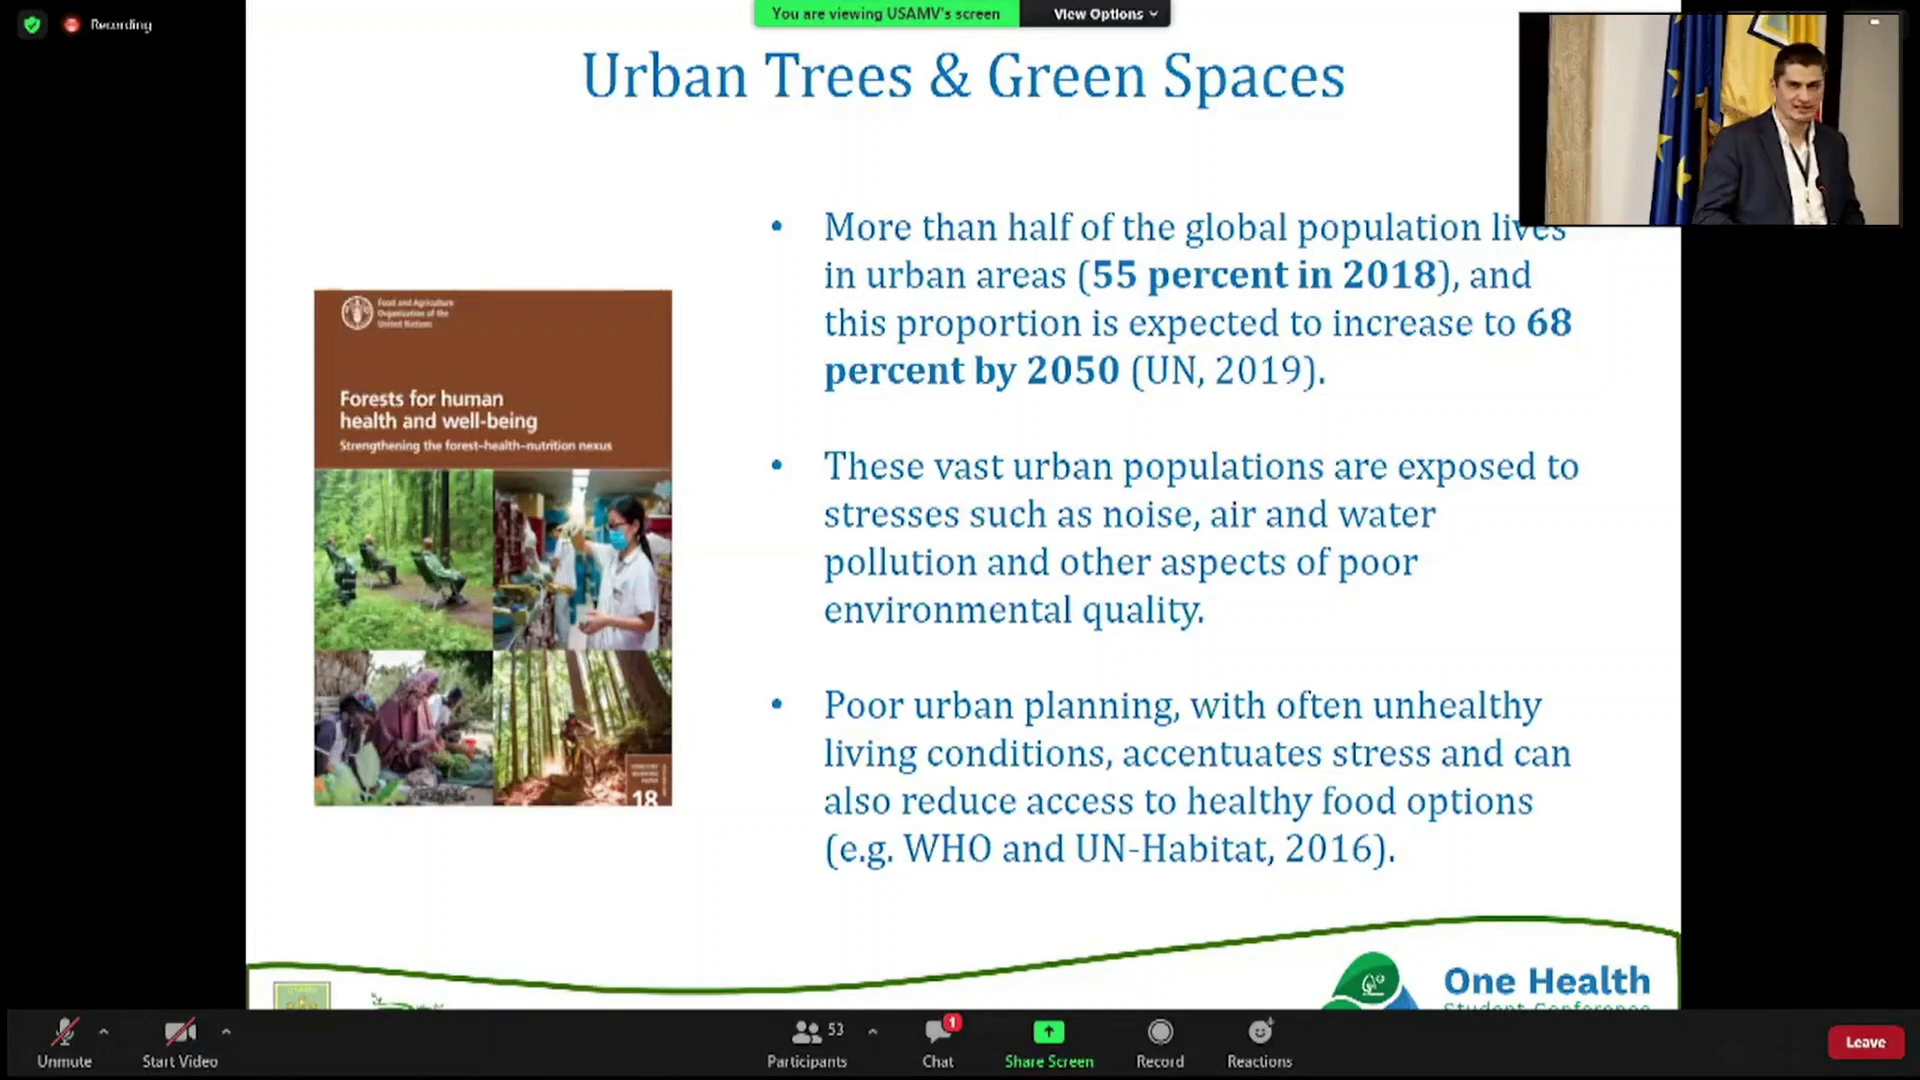 Recording
You are viewing USAMV's screen
View Options
Urban Trees & Green Spaces
• More than half of the global population lives
in urban areas (55 percent in 2018), and
this proportion is expected to increase to 68
percent by 2050 (UN, 2019).
• These vast urban populations are exposed to
stresses such as noise, air and water
pollution and other aspects of poor
environmental quality.
• Poor urban planning, with often unhealthy
living conditions, accentuates stress and can
also reduce access to healthy food options
(e.g. WHO and UN-Habitat, 2016).
Food and Agriculture
Organization of the
United Nations
Forests for human
health and well-being
Strengthening the forest–health–nutrition nexus
18
One Health
Student Conference
Unmute
Start Video
53
Participants
1
Chat
Share Screen
Record
Reactions
Leave